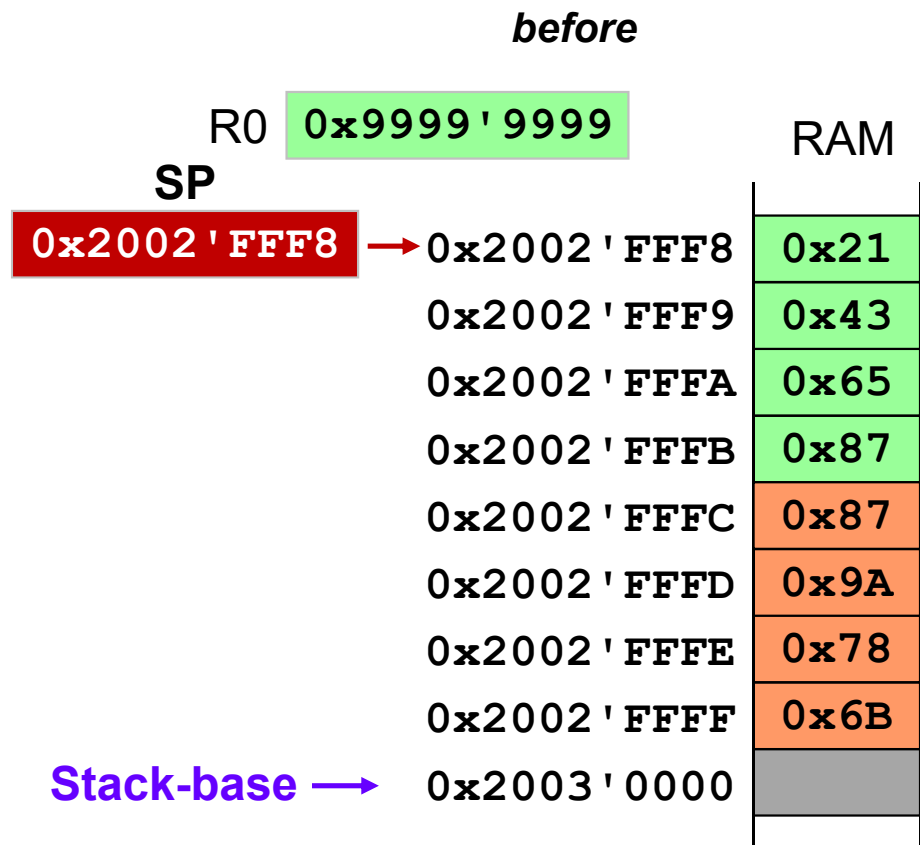 before
R0 0x9999'9999
RAM
SP
0x2002'FFF8 0x2002'FFF8 0x21
0x2002'FFF9 0x43
0x2002'FFFA 0x65
0x2002'FFFB 0x87
0x2002'FFFC 0x87
0x2002'FFFD 0x9A
0x2002'FFFE 0x78
0x2002'FFFF 0x6B
Stack-base 0x2003'0000